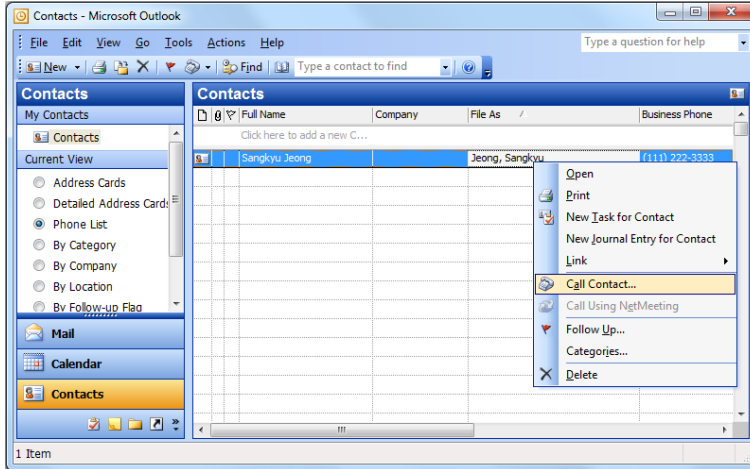 Contacts - Microsoft Outlook
File Edit View Go Tools Actions Help Type a question for help
New Find Type a contact to find
Contacts
My Contacts
Contacts
Current View
Address Cards
Detailed Address Cards
Phone List
By Category
By Company
By Location
By Follow-up Flag
Mail
Calendar
Contacts
Contacts
Full Name Company File As Business Phone
Click here to add a new C...
Sangkyu Jeong Jeong, Sangkyu (111) 222-3333
Open
Print
New Task for Contact
New Journal Entry for Contact
Link
Call Contact...
Call Using NetMeeting
Follow Up...
Categories...
Delete
1 Item